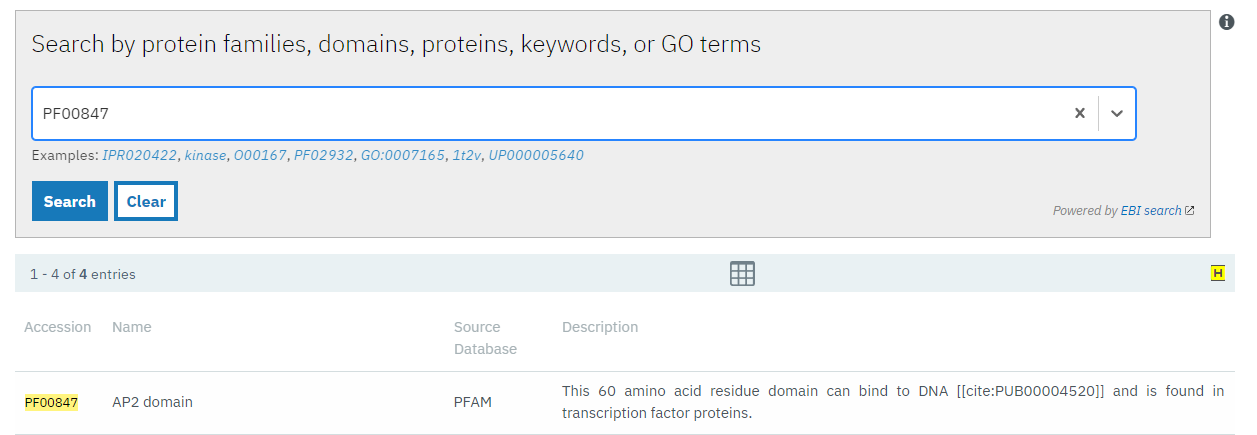 Search by protein families, domains, proteins, keywords, or GO terms
PF00847
Examples: IPR020422, kinase, O00167, PF02932, GO:0007165, 1t2v, UP000005640
Search Clear
Powered by EBI search
1 - 4 of 4 entries
H
Accession Name Source Database Description
PF00847 AP2 domain PFAM This 60 amino acid residue domain can bind to DNA [[cite:PUB00004520]] and is found in
transcription factor proteins.